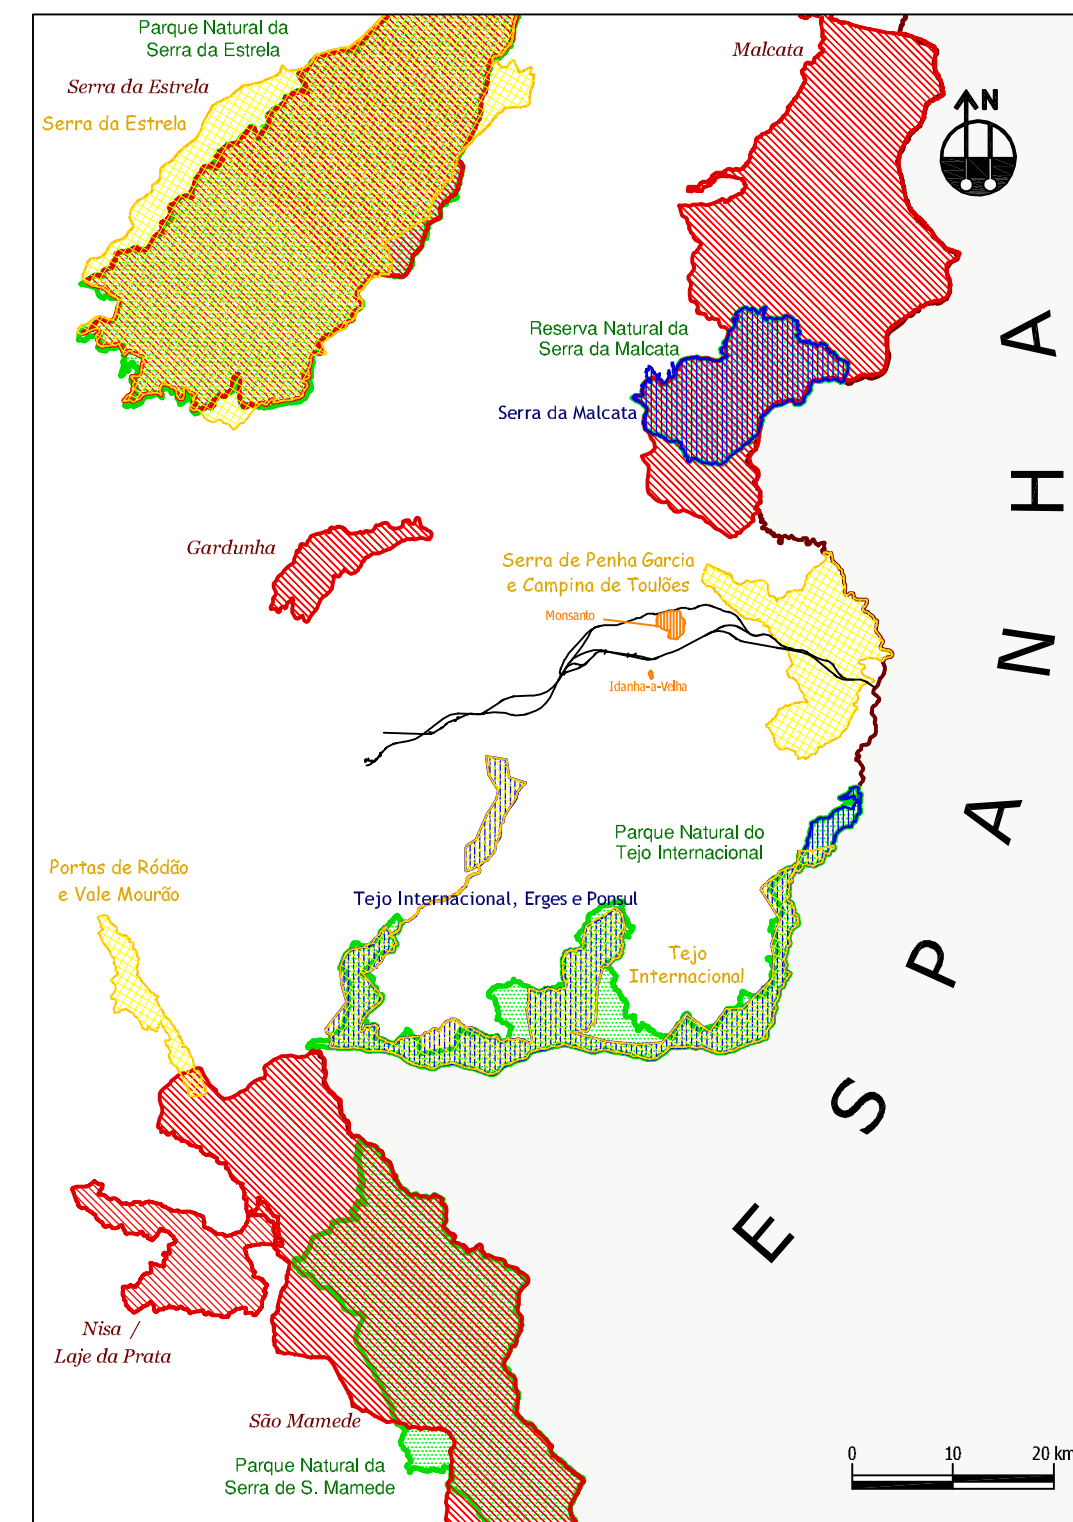 Parque Natural da
Serra da Estrela
Serra da Estrela
Serra da Estrela
Malcata
N
Reserva Natural da
Serra da Malcata
Serra da Malcata
Gardunha
Serra de Penha Garcia
e Campina de Toulões
Monsanto
Idanha-a-Velha
Parque Natural do
Tejo Internacional
Portas de Ródão
e Vale Mourão
Tejo Internacional, Erges e Ponsul
Tejo
Internacional
ESPANHA
Nisa /
Laje da Prata
São Mamede
Parque Natural da
Serra de S. Mamede
0 10 20 km